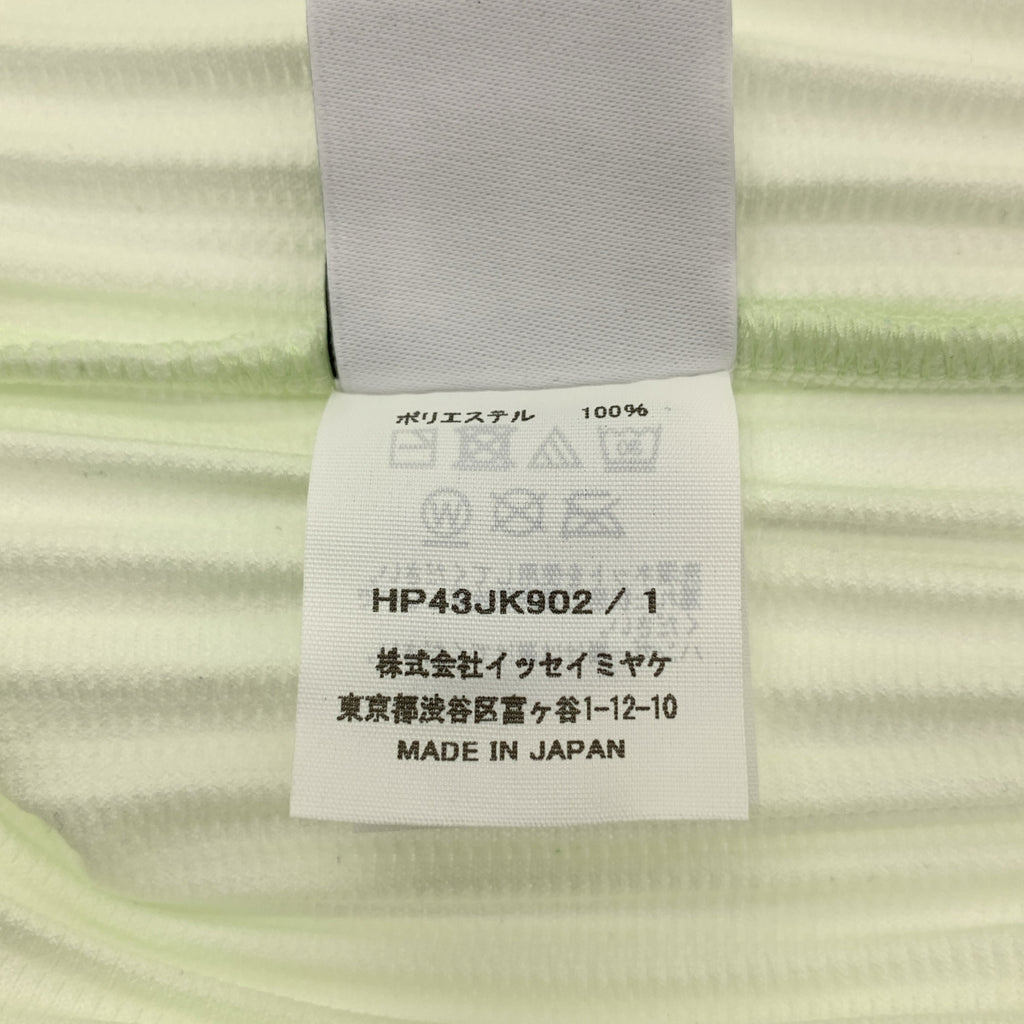 ポリエステル 100%
HP43JK902 / 1
株式会社イッセイミヤケ
東京都渋谷区富ヶ谷1-12-10
MADE IN JAPAN